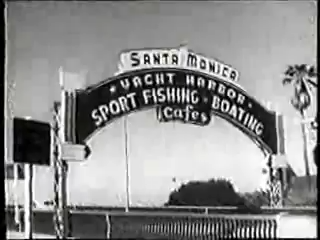 SANTA MONICA
* YACHT HARBOR *
SPORT FISHING * BOATING
Cafes